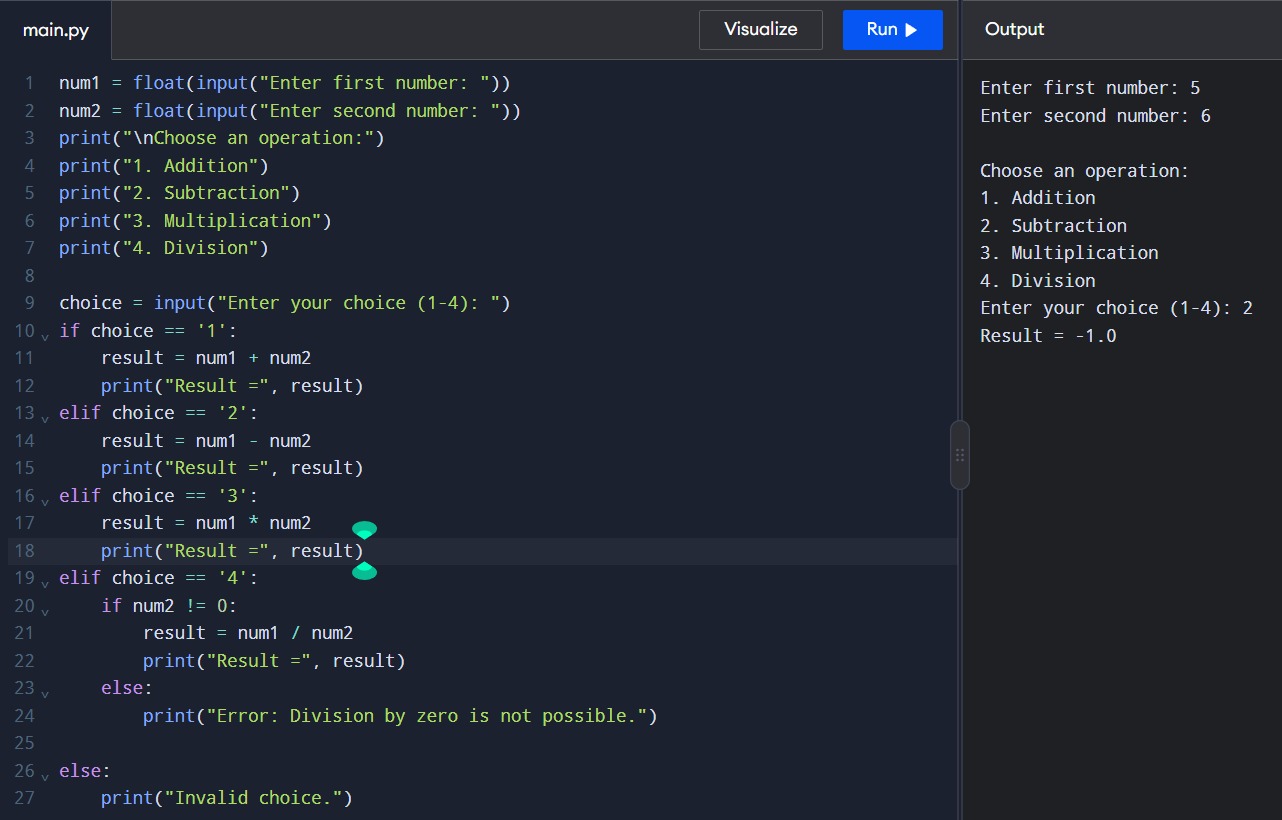 main.py
Visualize
Run
Output
1 num1 = float(input("Enter first number: "))
2 num2 = float(input("Enter second number: "))
3 print("\nChoose an operation:")
4 print("1. Addition")
5 print("2. Subtraction")
6 print("3. Multiplication")
7 print("4. Division")
8
9 choice = input("Enter your choice (1-4): ")
10 if choice == '1':
11     result = num1 + num2
12     print("Result =", result)
13 elif choice == '2':
14     result = num1 - num2
15     print("Result =", result)
16 elif choice == '3':
17     result = num1 * num2
18     print("Result =", result)
19 elif choice == '4':
20     if num2 != 0:
21         result = num1 / num2
22         print("Result =", result)
23     else:
24         print("Error: Division by zero is not possible.")
25
26 else:
27     print("Invalid choice.")
Enter first number: 5
Enter second number: 6

Choose an operation:
1. Addition
2. Subtraction
3. Multiplication
4. Division
Enter your choice (1-4): 2
Result = -1.0